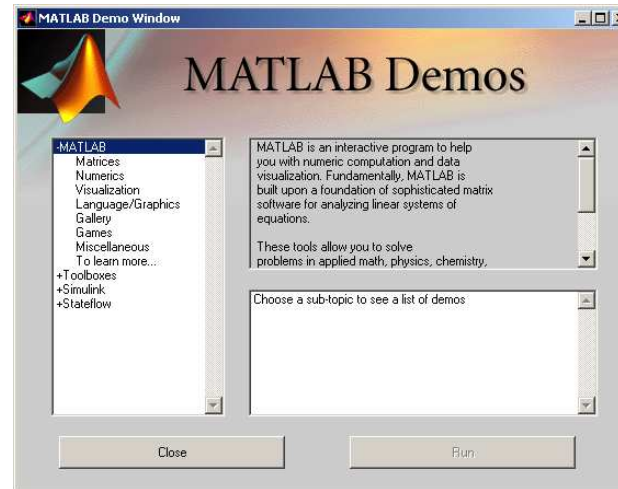 MATLAB Demo Window
MATLAB Demos
-MATLAB
Matrices
Numerics
Visualization
Language/Graphics
Gallery
Games
Miscellaneous
To learn more...
+Toolboxes
+Simulink
+Stateflow
MATLAB is an interactive program to help
you with numeric computation and data
visualization. Fundamentally, MATLAB is
built upon a foundation of sophisticated matrix
software for analyzing linear systems of
equations.
These tools allow you to solve
problems in applied math, physics, chemistry,
Choose a sub-topic to see a list of demos
Close
Run